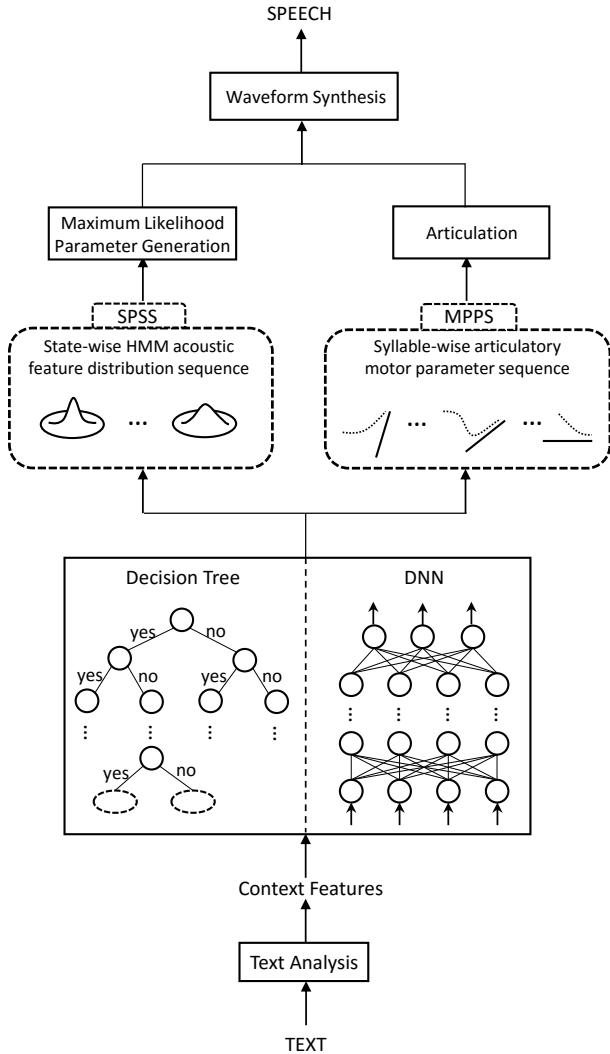 SPEECH
Waveform Synthesis
Maximum Likelihood
Parameter Generation
Articulation
SPSS
MPPS
State-wise HMM acoustic
feature distribution sequence
Syllable-wise articulatory
motor parameter sequence
...
... ...
Decision Tree
DNN
yes no
yes no yes no
yes no
Context Features
Text Analysis
TEXT